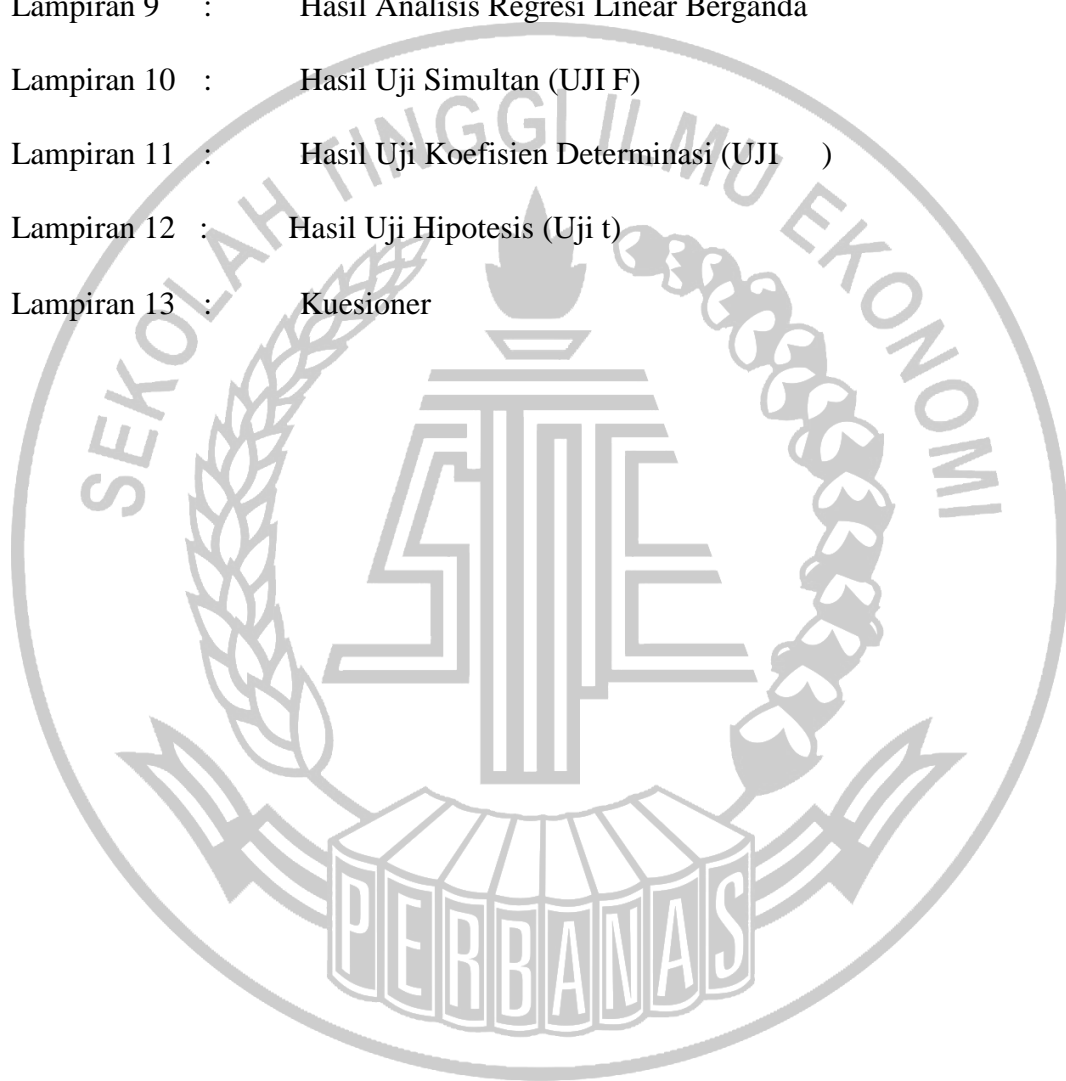 Lampiran 9 : Hasil Analisis Regresi Linear Berganda
Lampiran 10 : Hasil Uji Simultan (UJI F)
Lampiran 11 : Hasil Uji Koefisien Determinasi (UJI )
Lampiran 12 : Hasil Uji Hipotesis (Uji t)
Lampiran 13 : Kuesioner
SEKOLAH TINGGI ILMU EKONOMI
STIE
PERBANAS